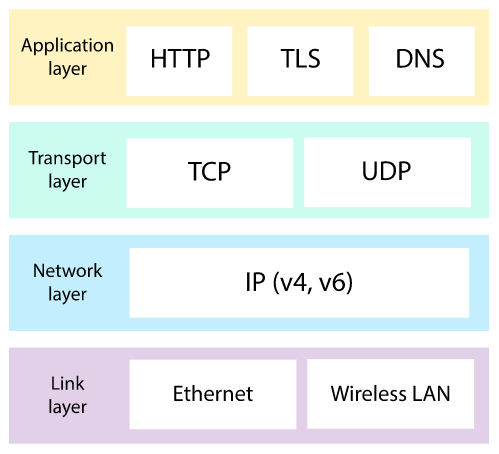 Application
layer
HTTP
TLS
DNS
Transport
layer
TCP
UDP
Network
layer
IP (v4, v6)
Link
layer
Ethernet
Wireless LAN